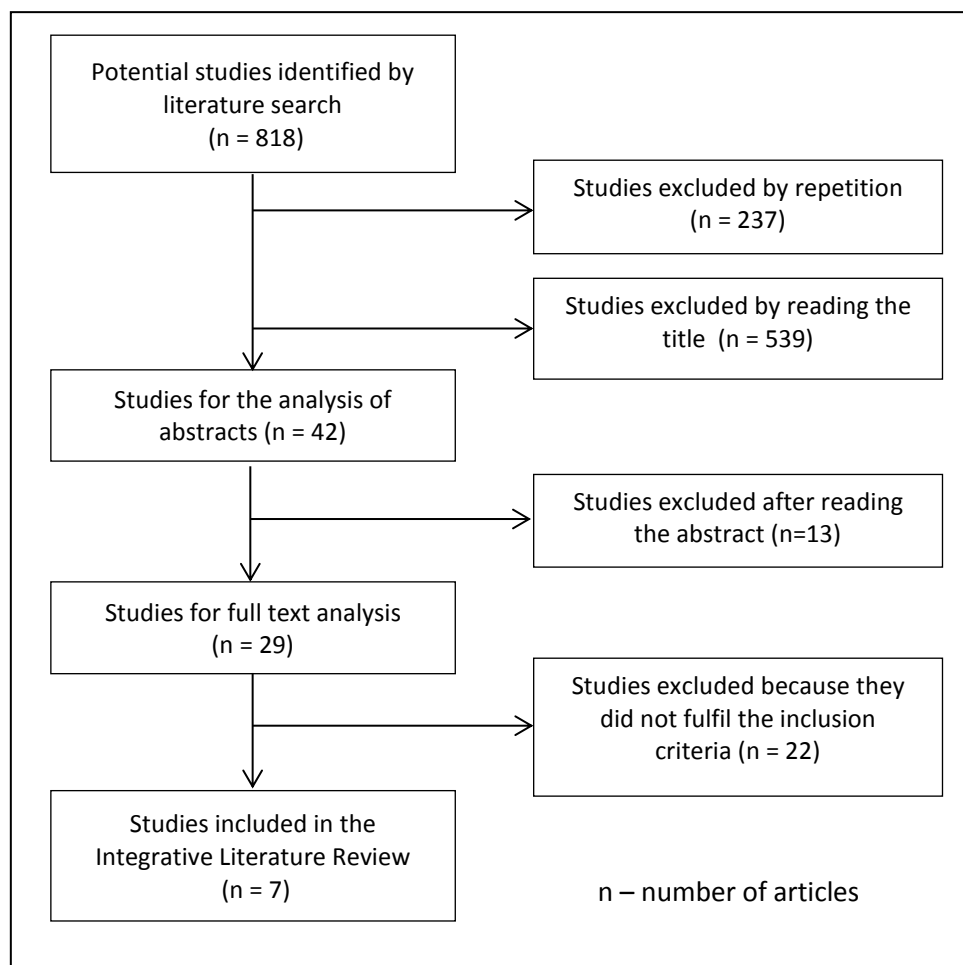 Potential studies identified by
literature search
(n = 818)
Studies excluded by repetition
(n = 237)
Studies excluded by reading the
title (n = 539)
Studies for the analysis of
abstracts (n = 42)
Studies excluded after reading
the abstract (n=13)
Studies for full text analysis
(n = 29)
Studies excluded because they
did not fulfil the inclusion
criteria (n = 22)
Studies included in the
Integrative Literature Review
(n = 7)
n – number of articles